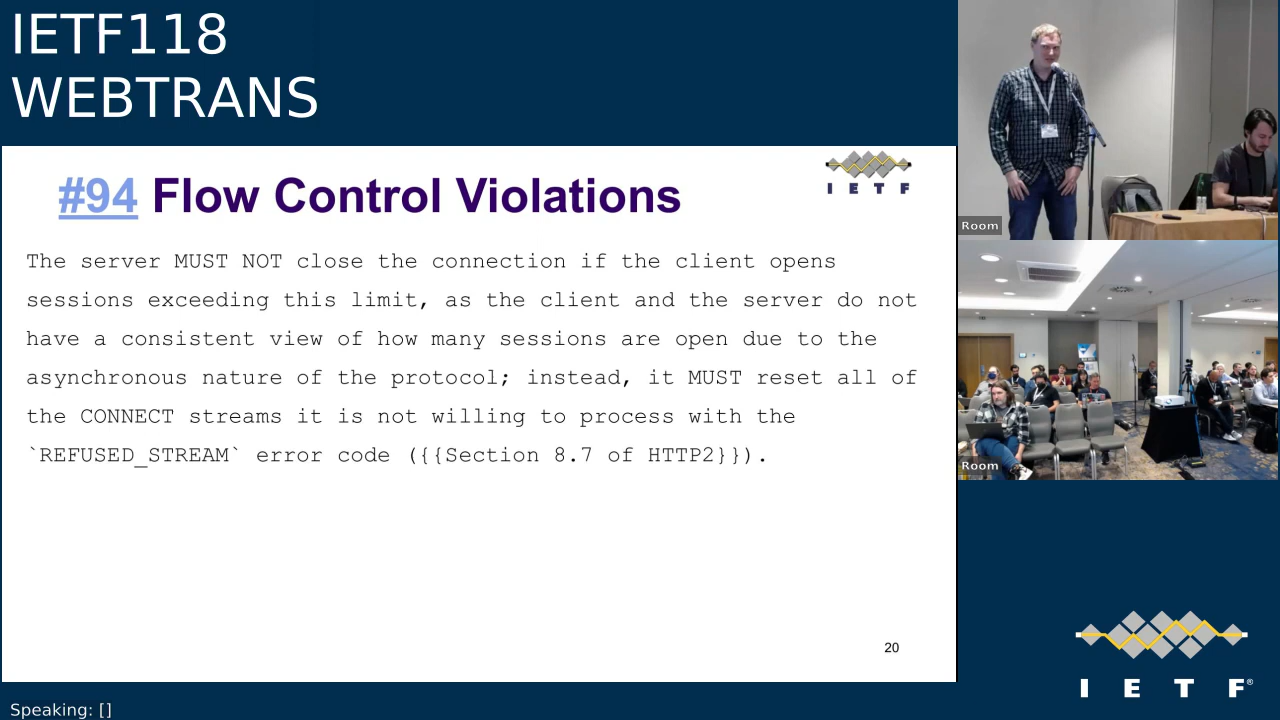 IETF118
WEBTRANS
#94 Flow Control Violations
I E T F
The server MUST NOT close the connection if the client opens
sessions exceeding this limit, as the client and the server do not
have a consistent view of how many sessions are open due to the
asynchronous nature of the protocol; instead, it MUST reset all of
the CONNECT streams it is not willing to process with the
`REFUSED_STREAM` error code ({{Section 8.7 of HTTP2}}).
20
Room
Room
I E T F®
Speaking: []